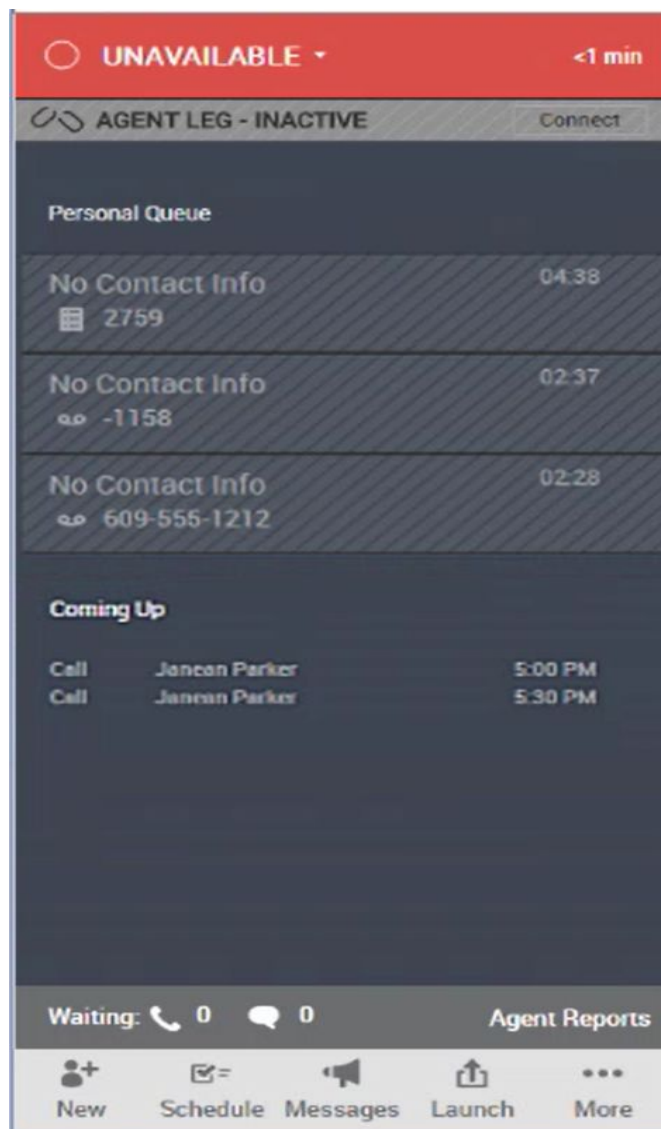 UNAVAILABLE <1 min
AGENT LEG - INACTIVE Connect
Personal Queue
No Contact Info 04:38
2759
No Contact Info 02:37
-1158
No Contact Info 02:28
609-555-1212
Coming Up
Call Janean Parker 5:00 PM
Call Janean Parker 5:30 PM
Waiting: 0 0 Agent Reports
New Schedule Messages Launch More